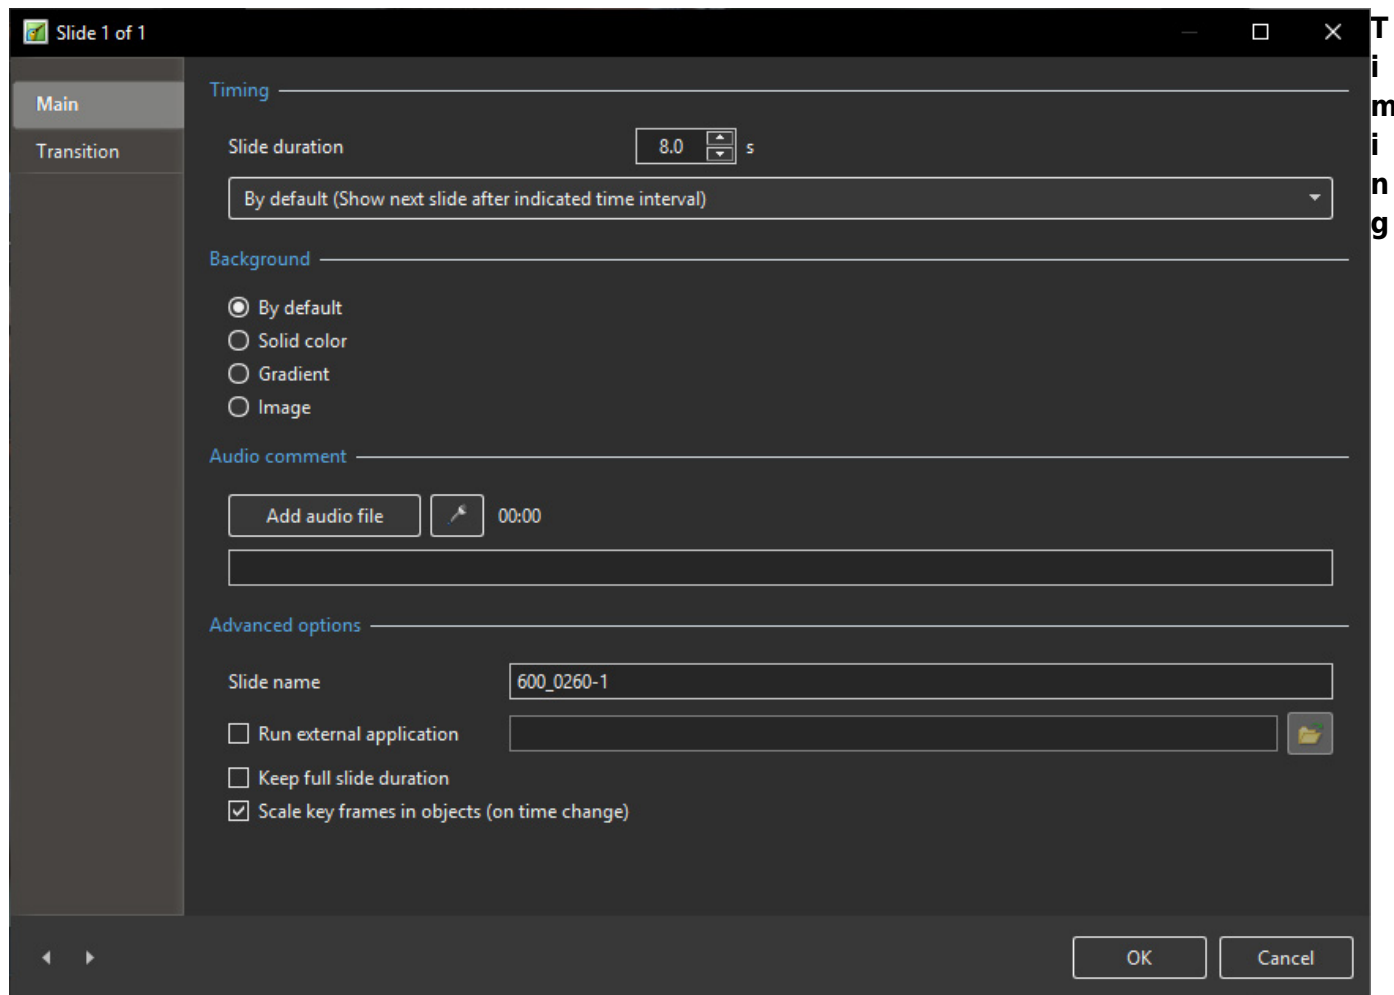 Slide 1 of 1
Main
Transition
Timing
Slide duration
8.0
s
By default (Show next slide after indicated time interval)
Background
By default
Solid color
Gradient
Image
Audio comment
Add audio file
00:00
Advanced options
Slide name
600_0260-1
Run external application
Keep full slide duration
Scale key frames in objects (on time change)
OK
Cancel
T
i
m
i
n
g